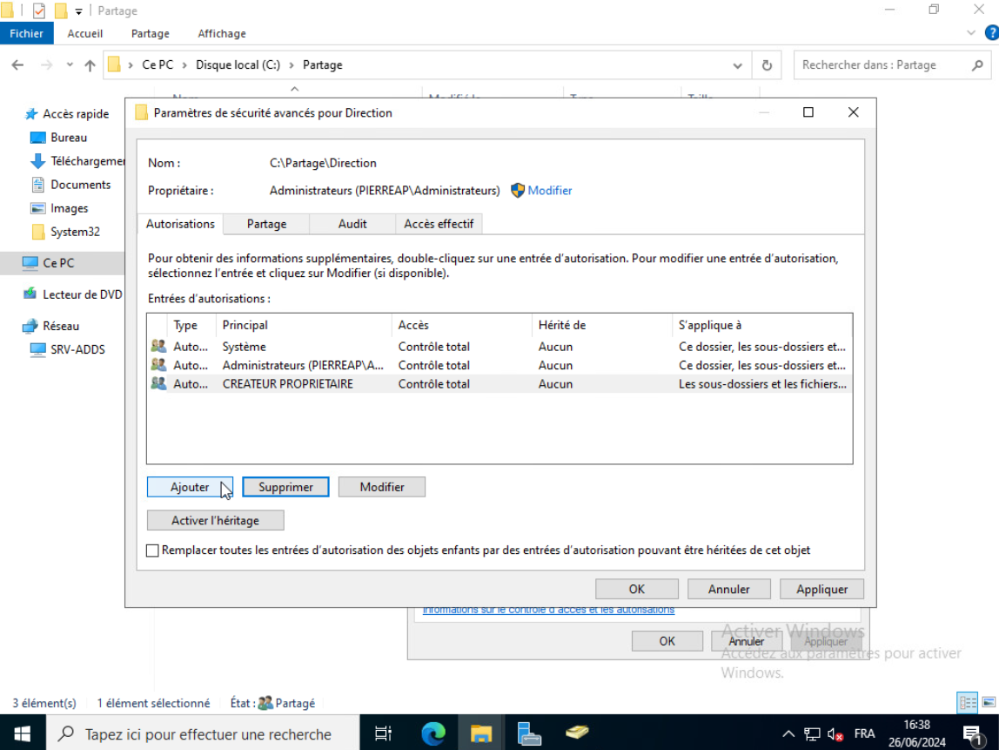 Partage
Fichier Accueil Partage Affichage
Ce PC Disque local (C:) Partage
Rechercher dans : Partage
Accès rapide
Bureau
Téléchargemer
Documents
Images
System32
Ce PC
Lecteur de DVD
Réseau
SRV-ADDS
Paramètres de sécurité avancés pour Direction
Nom : C:\Partage\Direction
Propriétaire : Administrateurs (PIERREAP\Administrateurs) Modifier
Autorisations Partage Audit Accès effectif
Pour obtenir des informations supplémentaires, double-cliquez sur une entrée d'autorisation. Pour modifier une entrée d'autorisation,
sélectionnez l'entrée et cliquez sur Modifier (si disponible).
Entrées d'autorisations :
Type Principal Accès Hérité de S'applique à
Auto... Système Contrôle total Aucun Ce dossier, les sous-dossiers et...
Auto... Administrateurs (PIERREAP\A... Contrôle total Aucun Ce dossier, les sous-dossiers et...
Auto... CREATEUR PROPRIETAIRE Contrôle total Aucun Les sous-dossiers et les fichiers...
Ajouter Supprimer Modifier
Activer l'héritage
Remplacer toutes les entrées d'autorisation des objets enfants par des entrées d'autorisation pouvant être héritées de cet objet
OK Annuler Appliquer
Informations sur le contrôle d'accès et les autorisations
OK Annuler Appliquer
Activer Windows
Accédez aux paramètres pour activer
Windows.
3 élément(s) 1 élément sélectionné État : Partagé
Tapez ici pour effectuer une recherche
FRA
16:38
26/06/2024
1